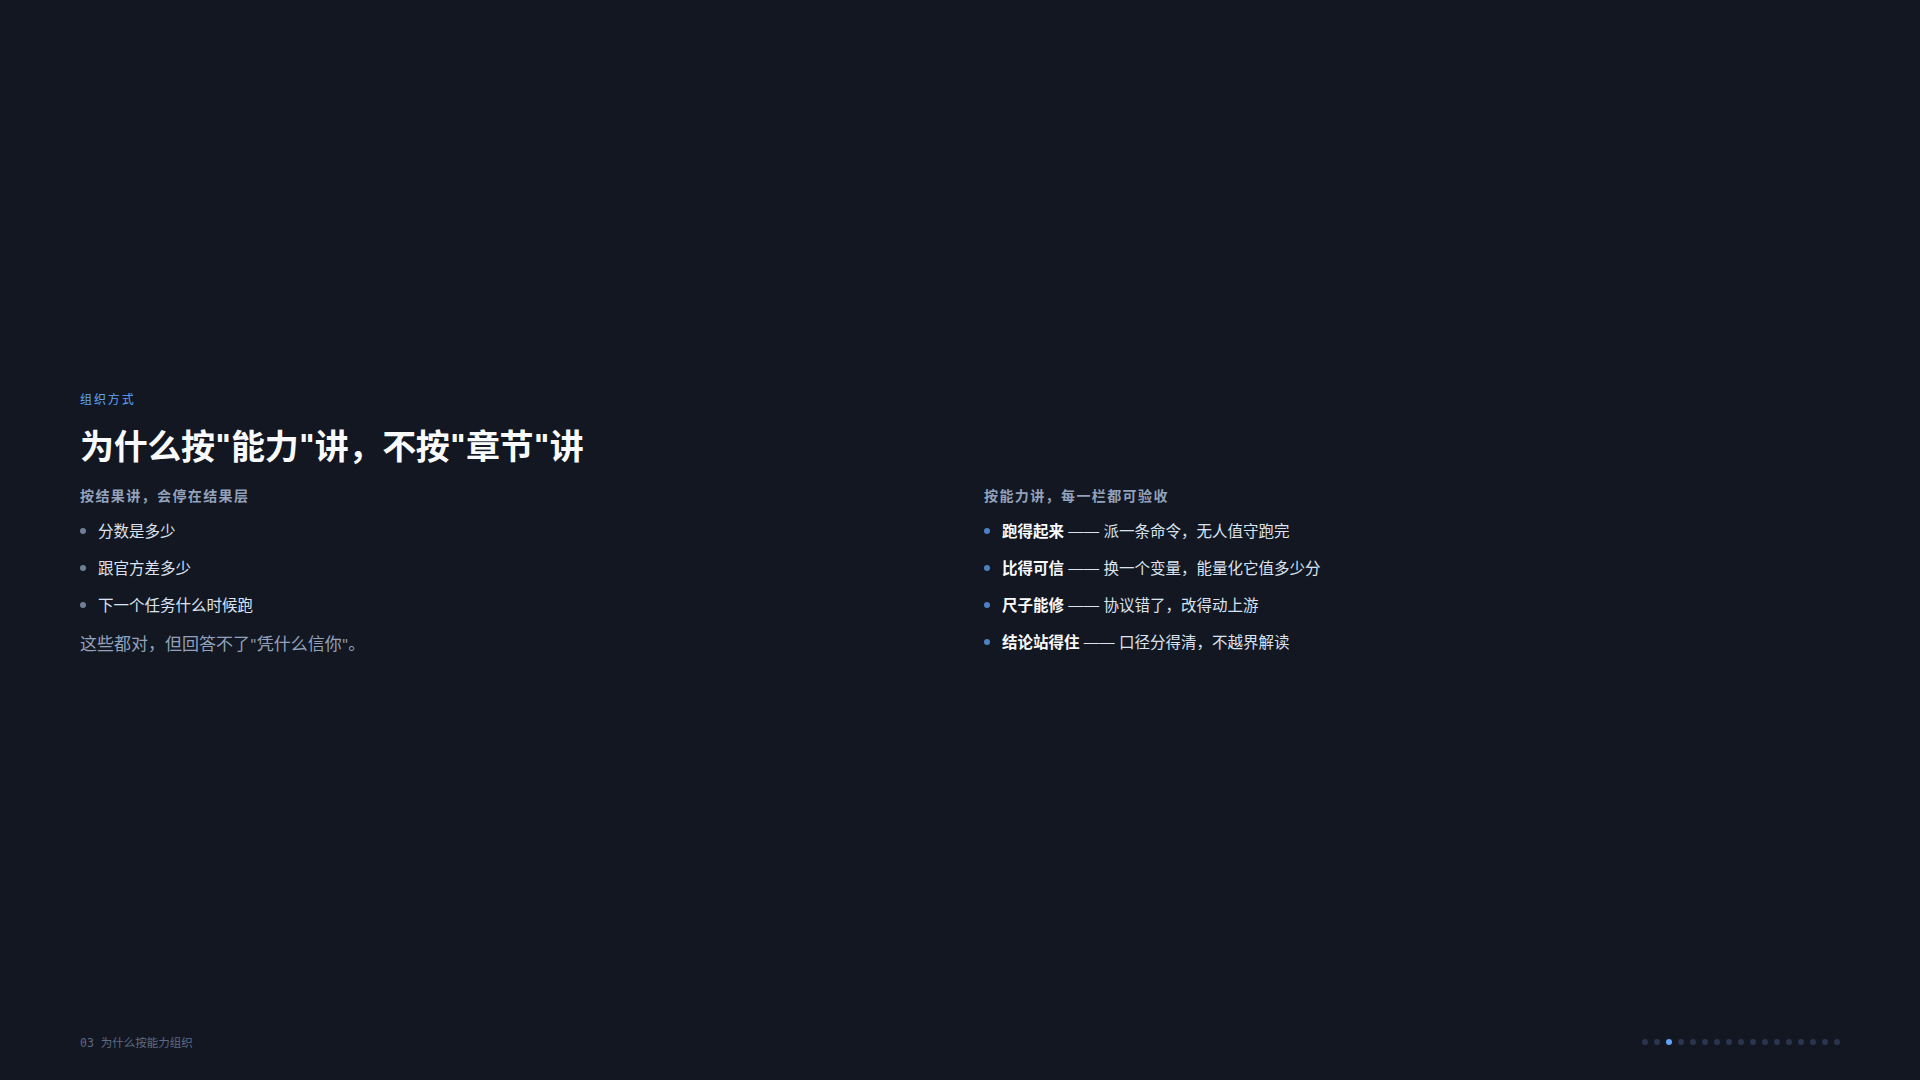 组织方式
为什么按"能力"讲，不按"章节"讲
按结果讲，会停在结果层
分数是多少
跟官方差多少
下一个任务什么时候跑
这些都对，但回答不了"凭什么信你"。
按能力讲，每一栏都可验收
跑得起来 —— 派一条命令，无人值守跑完
比得可信 —— 换一个变量，能量化它值多少分
尺子能修 —— 协议错了，改得动上游
结论站得住 —— 口径分得清，不越界解读
03 为什么按能力组织